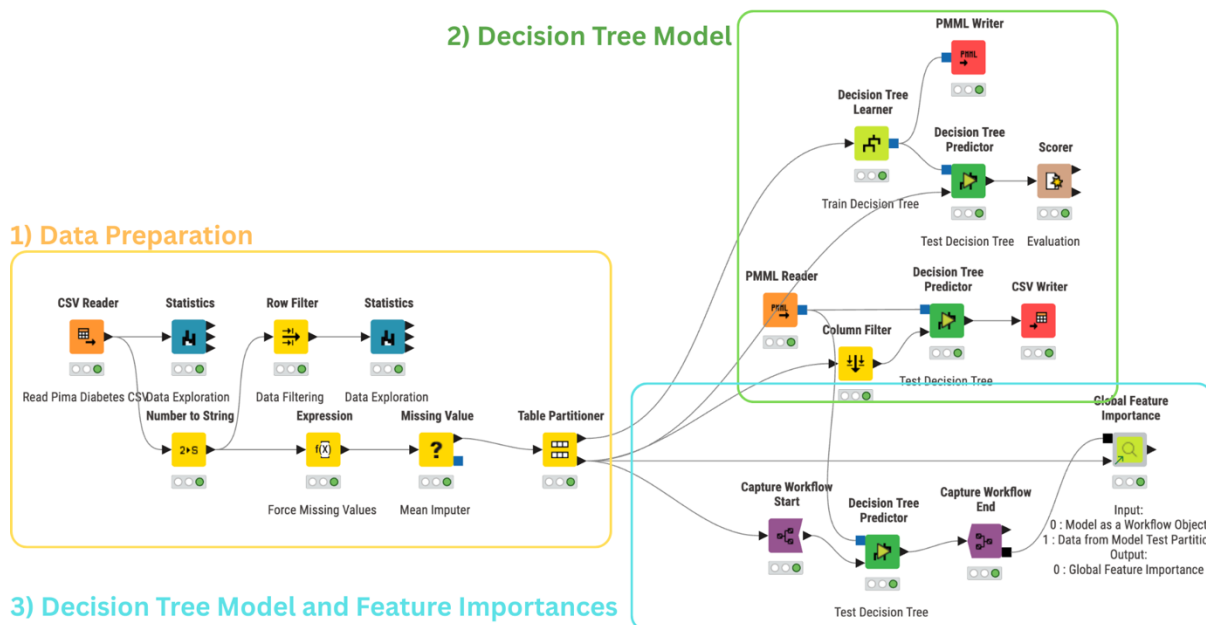 2) Decision Tree Model
PMML Writer
PMML
Decision Tree
Learner
Train Decision Tree
Decision Tree
Predictor
Test Decision Tree
Scorer
Evaluation
PMML Reader
PMML
Decision Tree
Predictor
Test Decision Tree
CSV Writer
Column Filter
1) Data Preparation
CSV Reader
Read Pima Diabetes CSV
Statistics
Data Exploration
Row Filter
Data Filtering
Statistics
Data Exploration
Number to String
2▸S
Expression
f(X)
Force Missing Values
Missing Value
?
Mean Imputer
Table Partitioner
Global Feature
Importance
Input:
0 : Model as a Workflow Object
1 : Data from Model Test Partitio
Output:
0 : Global Feature Importance
Capture Workflow
Start
Decision Tree
Predictor
Test Decision Tree
Capture Workflow
End
3) Decision Tree Model and Feature Importances